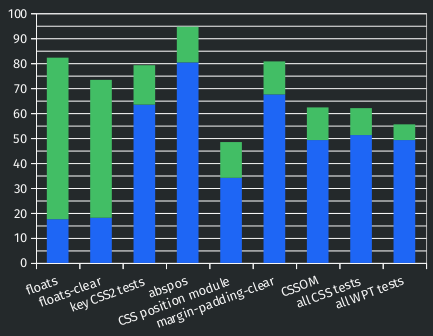 100
90
80
70
60
50
40
30
20
10
0
floats
floats-clear
key CSS2 tests
abspos
CSS position module
margin-padding-clear
CSSOM
all CSS tests
all WPT tests